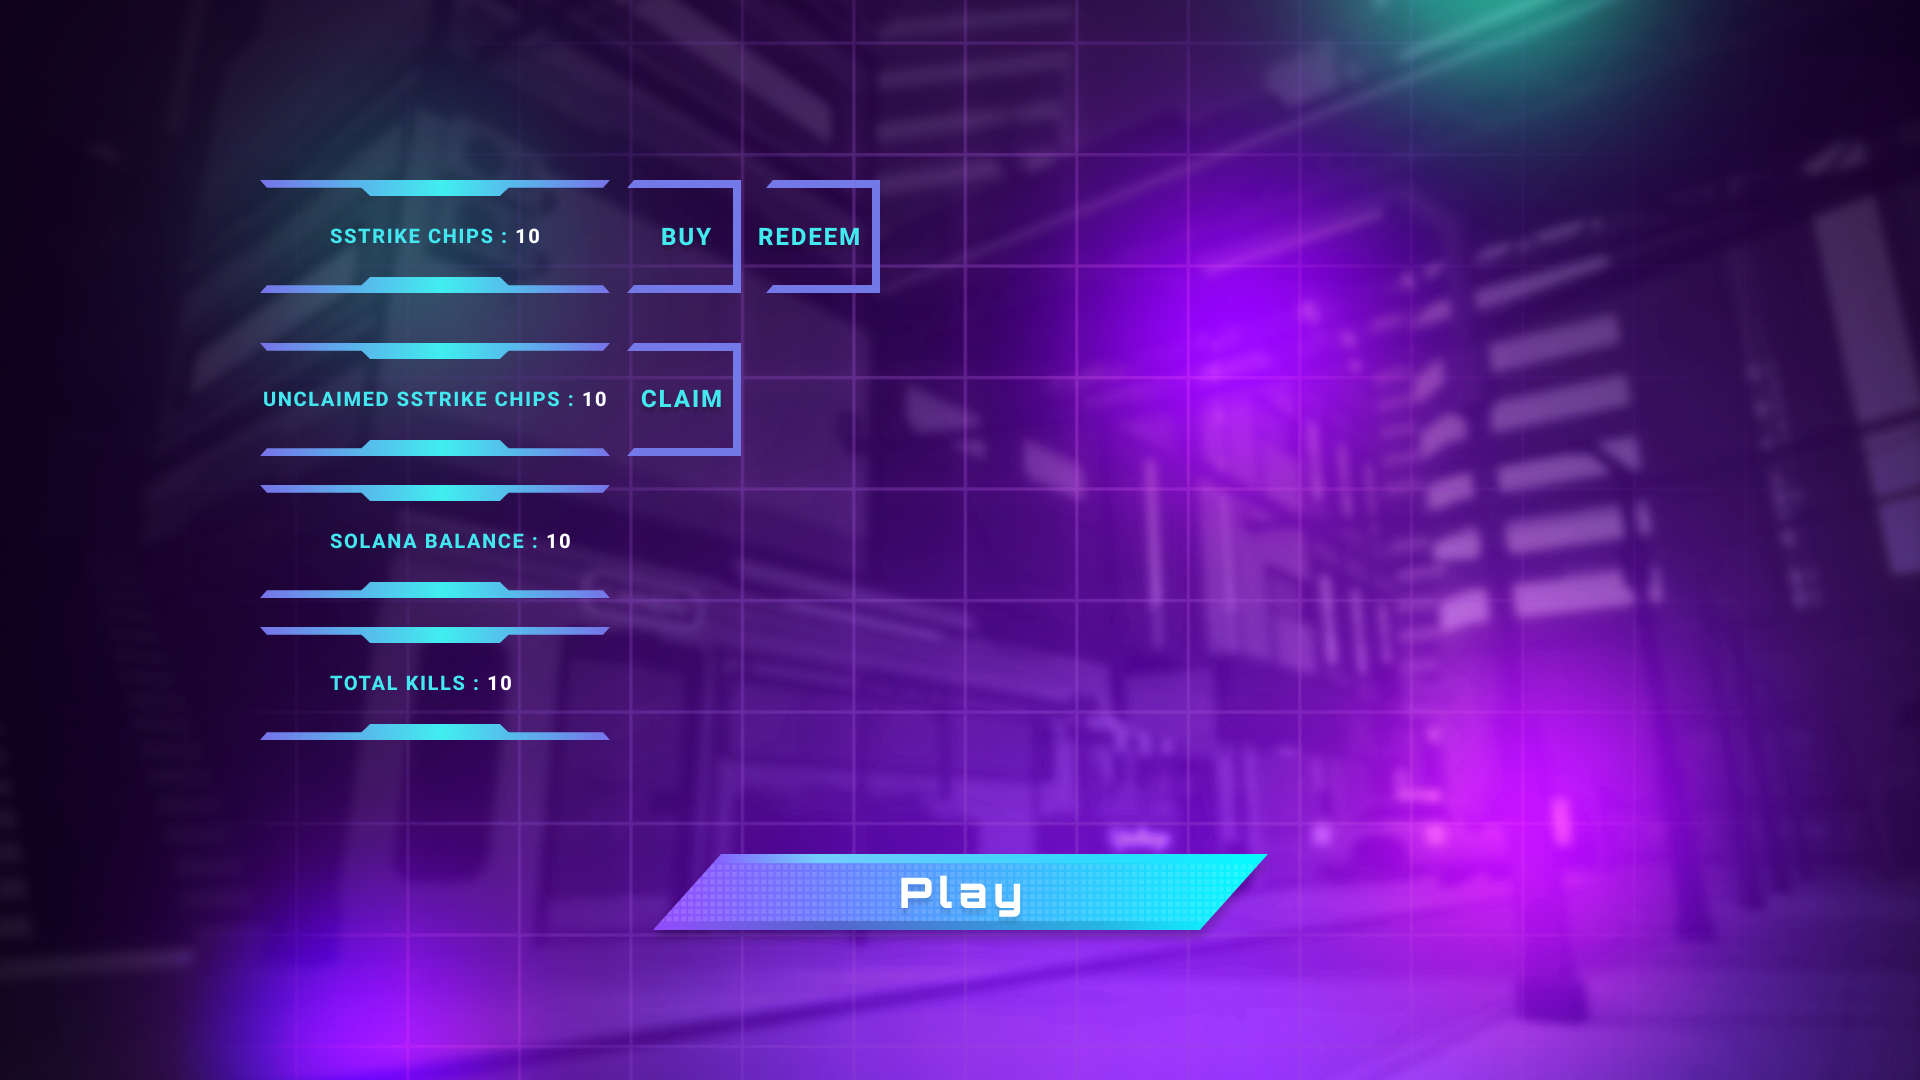 SSTRIKE CHIPS : 10
BUY
REDEEM
UNCLAIMED SSTRIKE CHIPS : 10
CLAIM
SOLANA BALANCE : 10
TOTAL KILLS : 10
Play